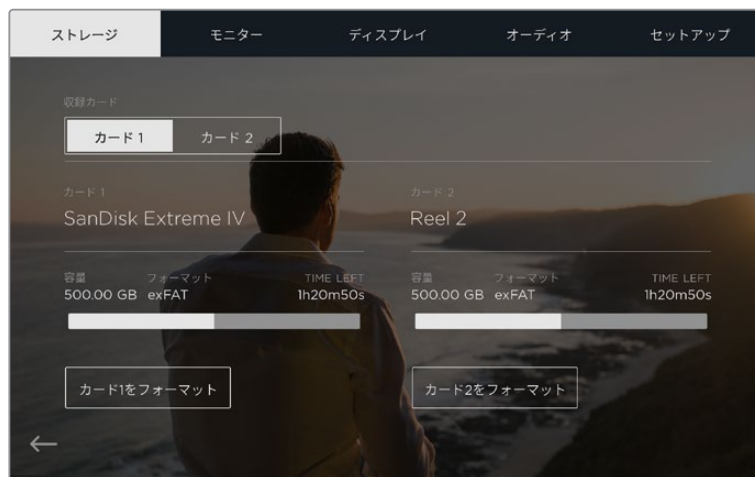 ストレージ モニター ディスプレイ オーディオ セットアップ
収録カード
カード 1 カード 2
カード 1 カード 2
SanDisk Extreme IV Reel 2
容量 フォーマット TIME LEFT 容量 フォーマット TIME LEFT
500.00 GB exFAT 1h20m50s 500.00 GB exFAT 1h20m50s
カード1をフォーマット カード2をフォーマット